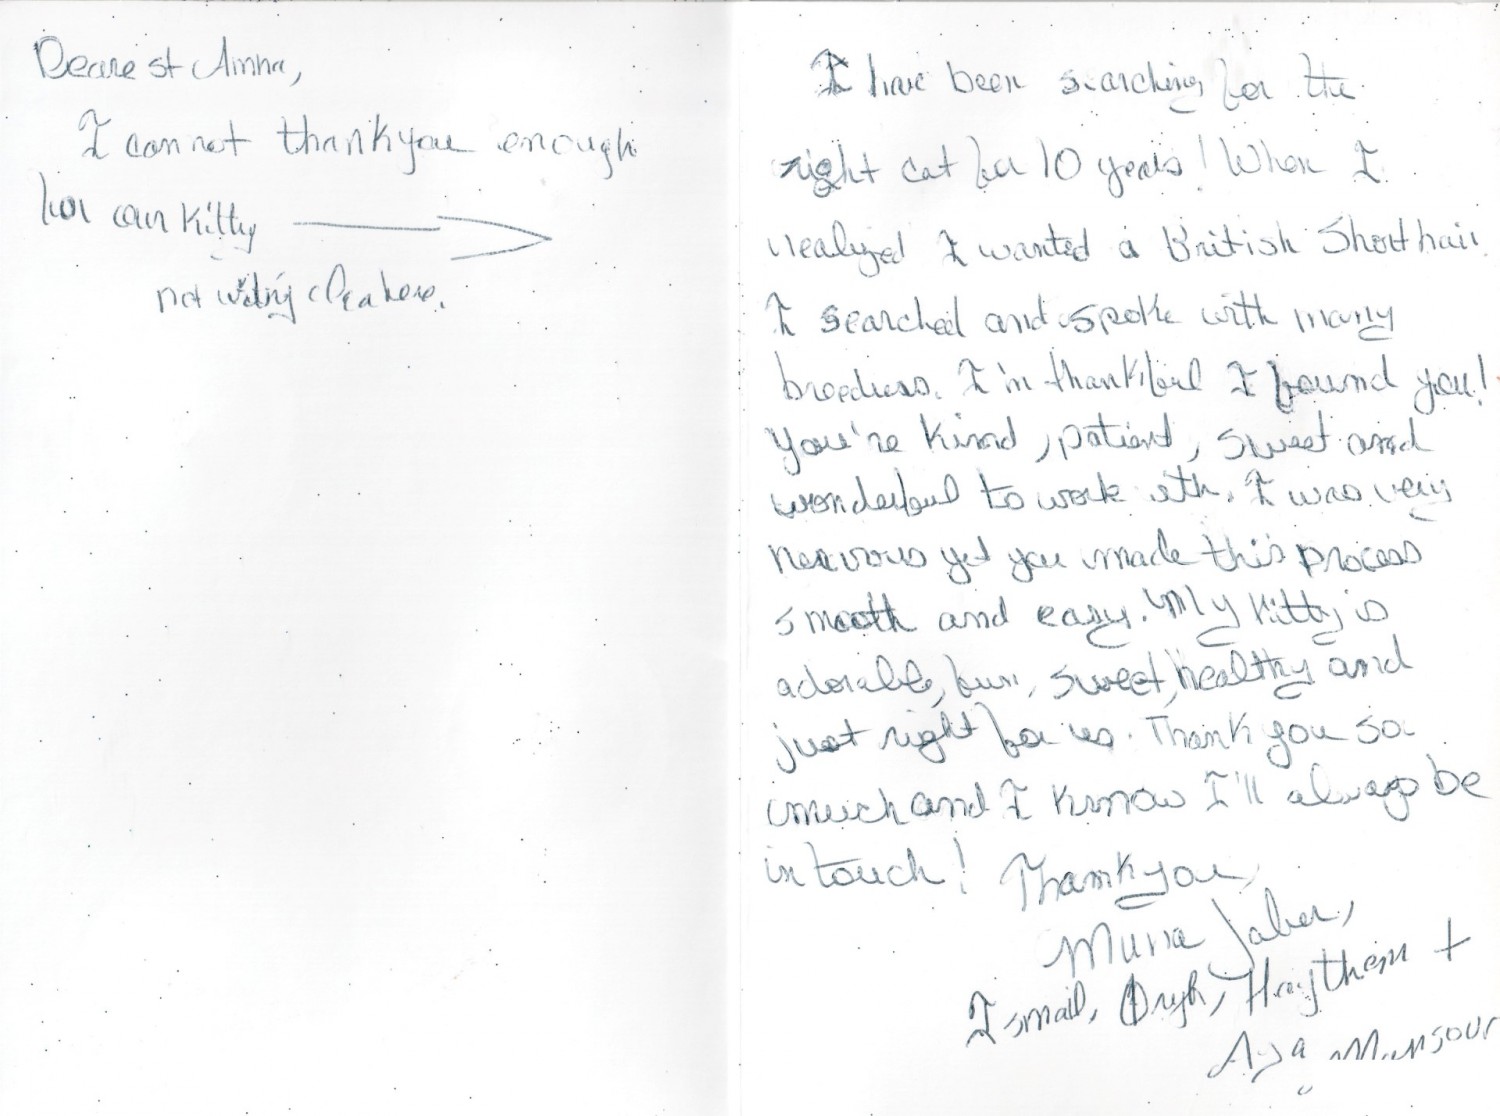 Dearest Anna,
I cannot thank you enough
for our kitty
not writing clea here.
I have been searching for the
right cat for 10 years! When I
realized I wanted a British Shorthair
I searched and spoke with many
breeders. I'm thankful I found you!
You're kind, patient, sweet and
wonderful to work with. I was very
nervous yet you made this process
smooth and easy. My kitty is
adorable, fun, sweet, healthy and
just right for us. Thank you so
much and I know I'll always be
in touch! Thank you,
Muna Jaber,
Ismail, Haythem +
Aya Mansour